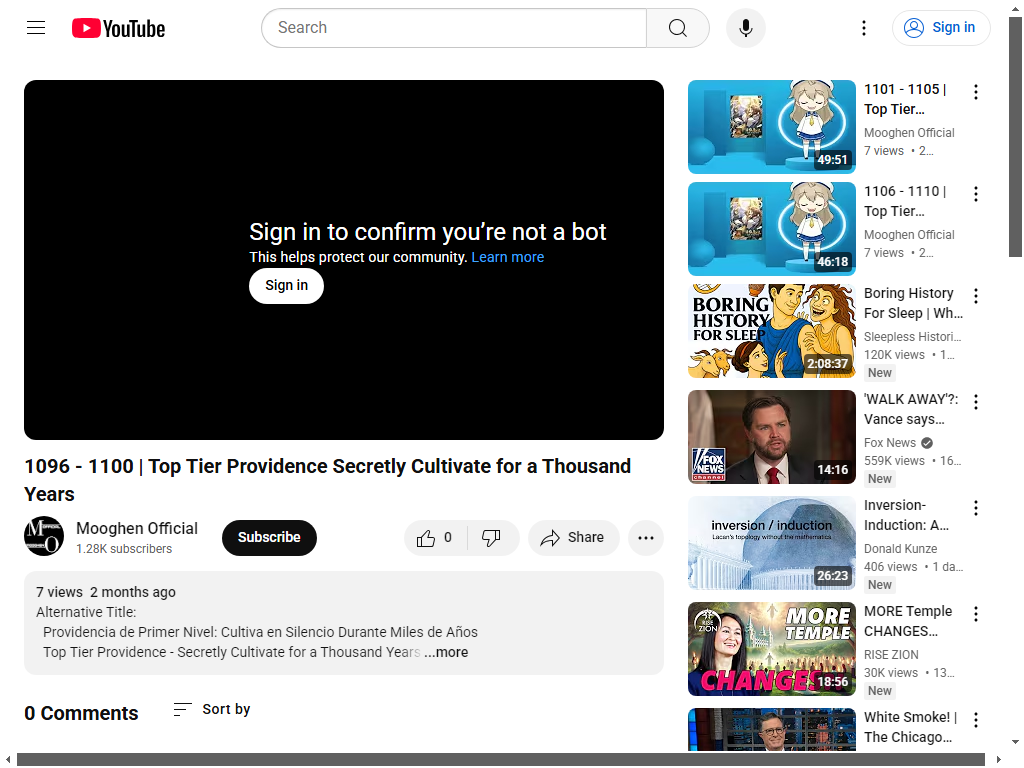 YouTube
Search
Sign in
Sign in to confirm you're not a bot
This helps protect our community. Learn more
Sign in
1096 - 1100 | Top Tier Providence Secretly Cultivate for a Thousand
Years
Mooghen Official
1.28K subscribers
Subscribe
0
Share
7 views 2 months ago
Alternative Title:
Providencia de Primer Nivel: Cultiva en Silencio Durante Miles de Años
Top Tier Providence - Secretly Cultivate for a Thousand Years ...more
0 Comments
Sort by
49:51
1101 - 1105 |
Top Tier...
Mooghen Official
7 views • 2...
46:18
1106 - 1110 |
Top Tier...
Mooghen Official
7 views • 2...
BORING
HISTORY
FOR SLEEP
2:08:37
Boring History
For Sleep | Wh...
Sleepless Histori...
120K views • 1...
New
FOX
NEWS
channel
14:16
'WALK AWAY'?:
Vance says...
Fox News
559K views • 16...
New
inversion / induction
Lacan's topology without the mathematics
26:23
Inversion-
Induction: A...
Donald Kunze
406 views • 1 da...
New
RISE
ZION
MORE
TEMPLE
CHANGES
18:56
MORE Temple
CHANGES...
RISE ZION
30K views • 13...
New
White Smoke! |
The Chicago...